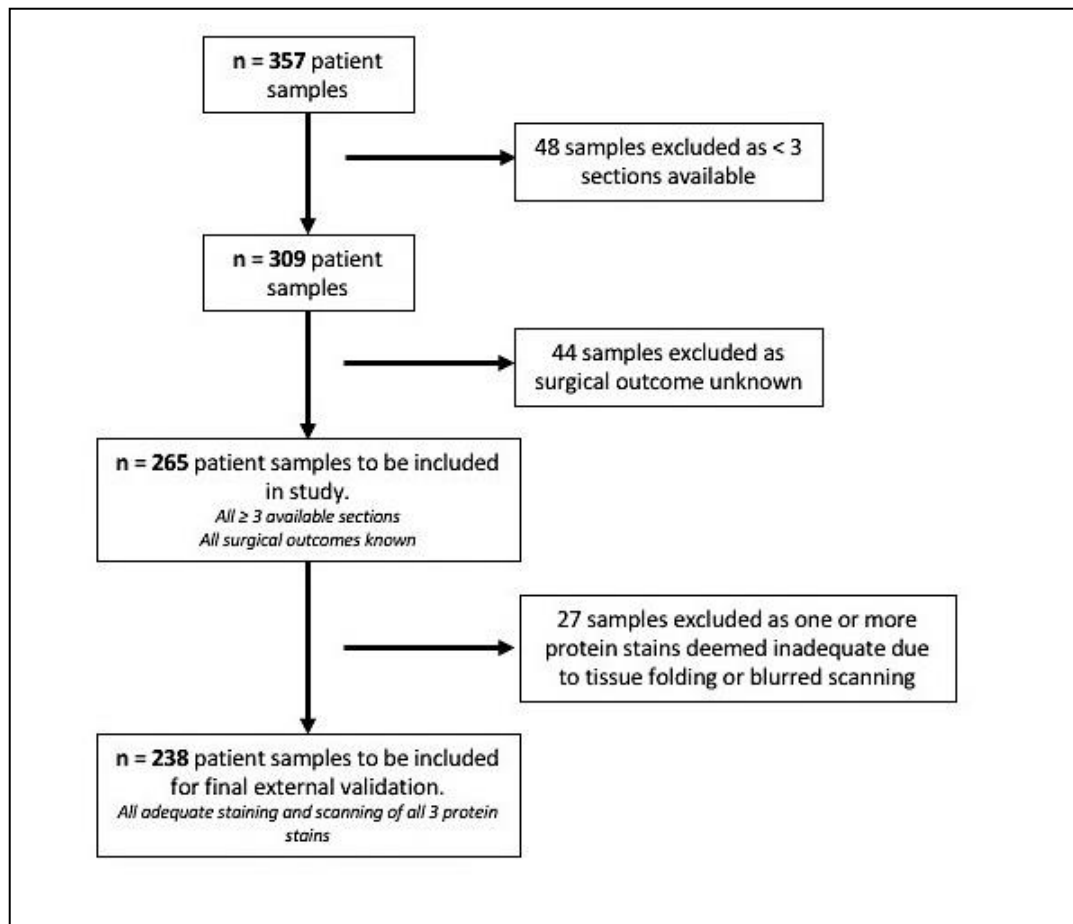 n = 357 patient
samples
48 samples excluded as < 3
sections available
n = 309 patient
samples
44 samples excluded as
surgical outcome unknown
n = 265 patient samples to be included
in study.
All ≥ 3 available sections
All surgical outcomes known
27 samples excluded as one or more
protein stains deemed inadequate due
to tissue folding or blurred scanning
n = 238 patient samples to be included
for final external validation.
All adequate staining and scanning of all 3 protein
stains